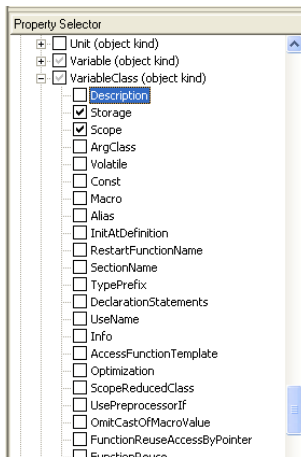 Property Selector
Unit (object kind)
Variable (object kind)
VariableClass (object kind)
Description
Storage
Scope
ArgClass
Volatile
Const
Macro
Alias
InitAtDefinition
RestartFunctionName
SectionName
TypePrefix
DeclarationStatements
UseName
Info
AccessFunctionTemplate
Optimization
ScopeReducedClass
UsePreprocessorIf
OmitCastOfMacroValue
FunctionReuseAccessByPointer
FunctionReuse